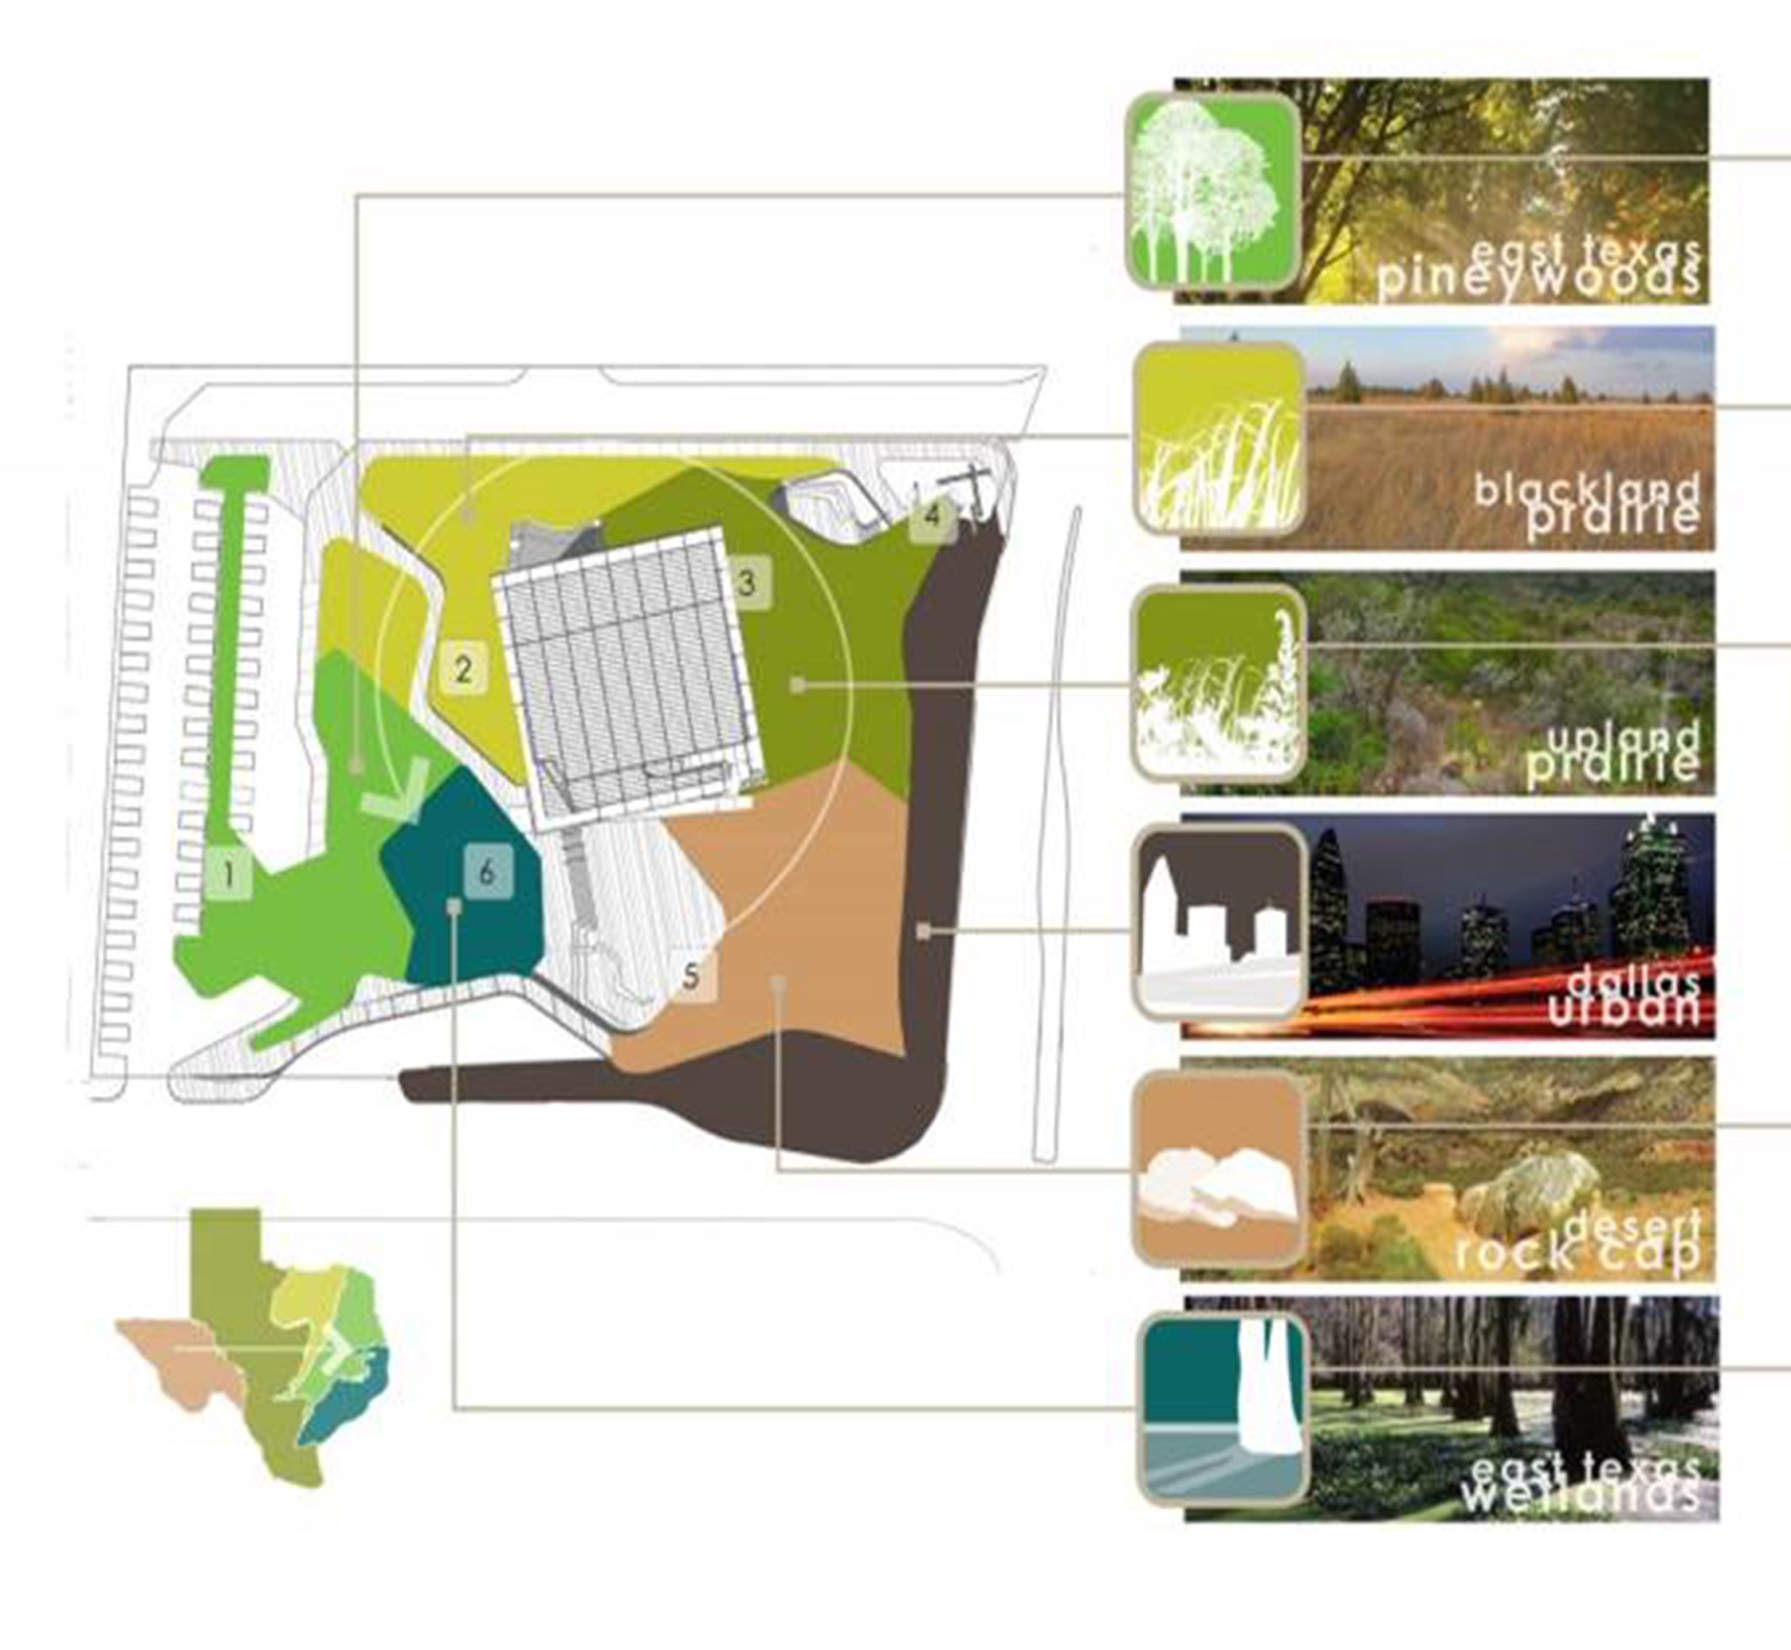 east texas
pineywoods
blackland
prairie
4
3
2
upland
prairie
1
6
dallas
urban
5
desert
rock cap
east texas
wetlands